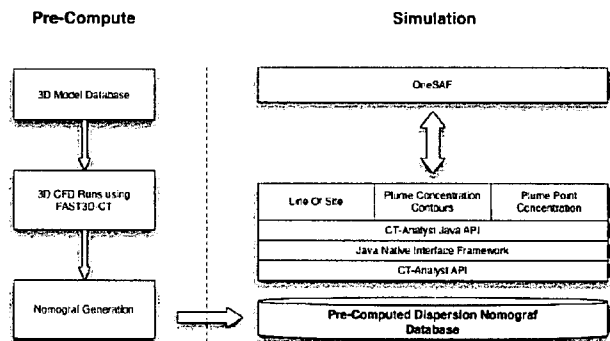 Pre-Compute
Simulation
3D Model Database
3D CFD Runs using
FAST3D-CT
Nomograf Generation
OneSAF
Line Of Site
Plume Concentration
Contours
Plume Point
Concentration
CT-Analyst Java API
Java Native Interface Framework
CT-Analyst API
Pre-Computed Dispersion Nomograf
Database